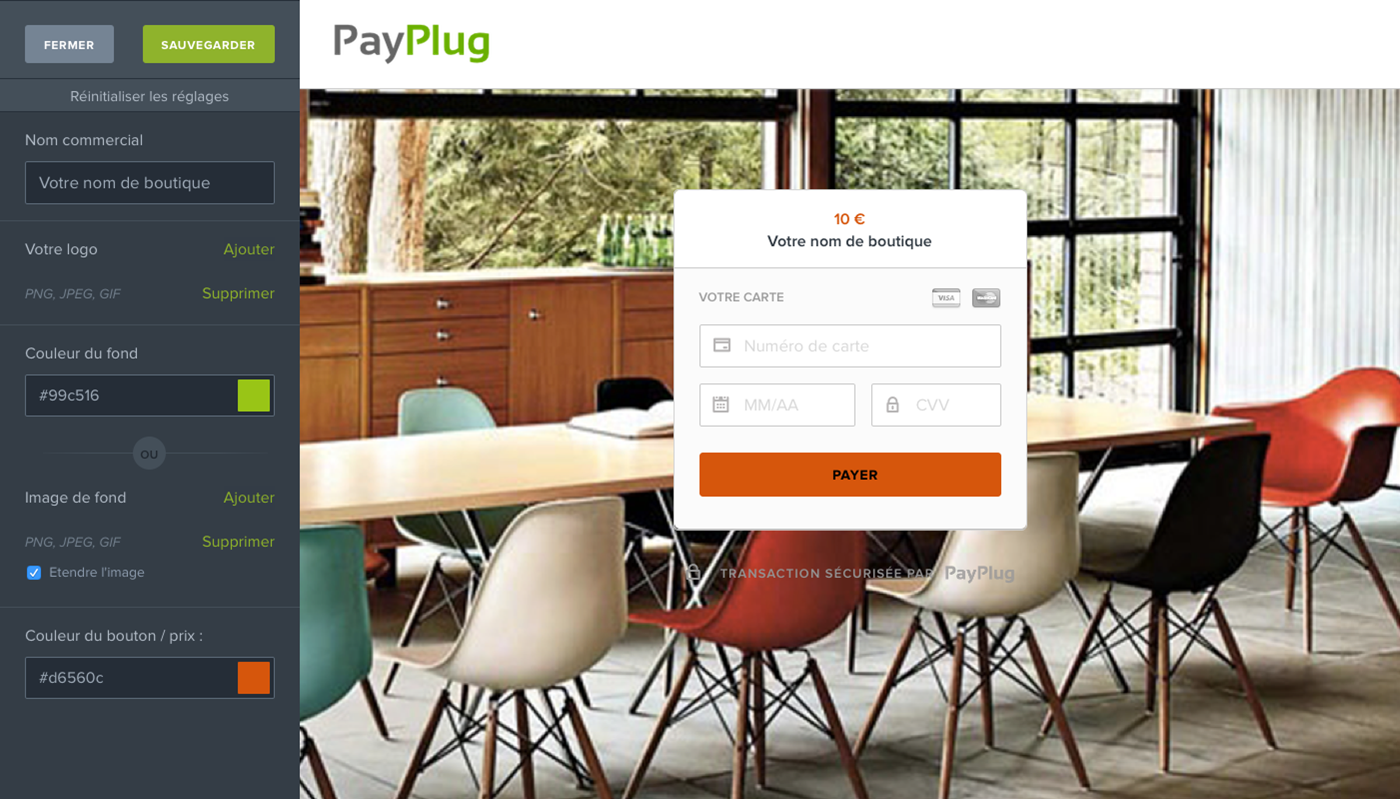 FERMER
SAUVEGARDER
Réinitialiser les réglages
Nom commercial
Votre nom de boutique
Votre logo
Ajouter
PNG, JPEG, GIF
Supprimer
Couleur du fond
#99c516
OU
Image de fond
Ajouter
PNG, JPEG, GIF
Supprimer
Etendre l'image
Couleur du bouton / prix :
#d6560c
PayPlug
10 €
Votre nom de boutique
VOTRE CARTE
VISA
Numéro de carte
MM/AA
CVV
PAYER
TRANSACTION SÉCURISÉE PAR PayPlug